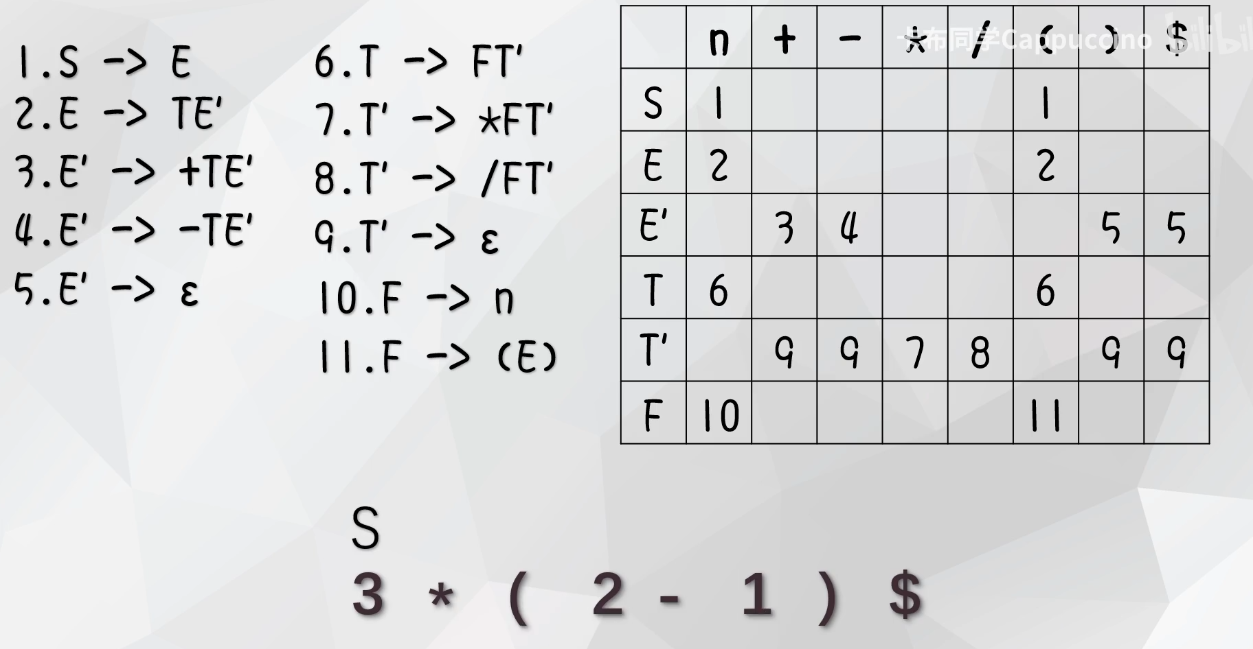 1.S -> E
2.E -> TE'
3.E' -> +TE'
4.E' -> -TE'
5.E' -> ε
6.T -> FT'
7.T' -> *FT'
8.T' -> /FT'
9.T' -> ε
10.F -> n
11.F -> (E)
n + - * / ( ) $
S 1 1
E 2 2
E' 3 4 5 5
T 6 6
T' 9 9 7 8 9 9
F 10 11
卡布同学Cappuccino bilibili
S
3 * ( 2 - 1 ) $